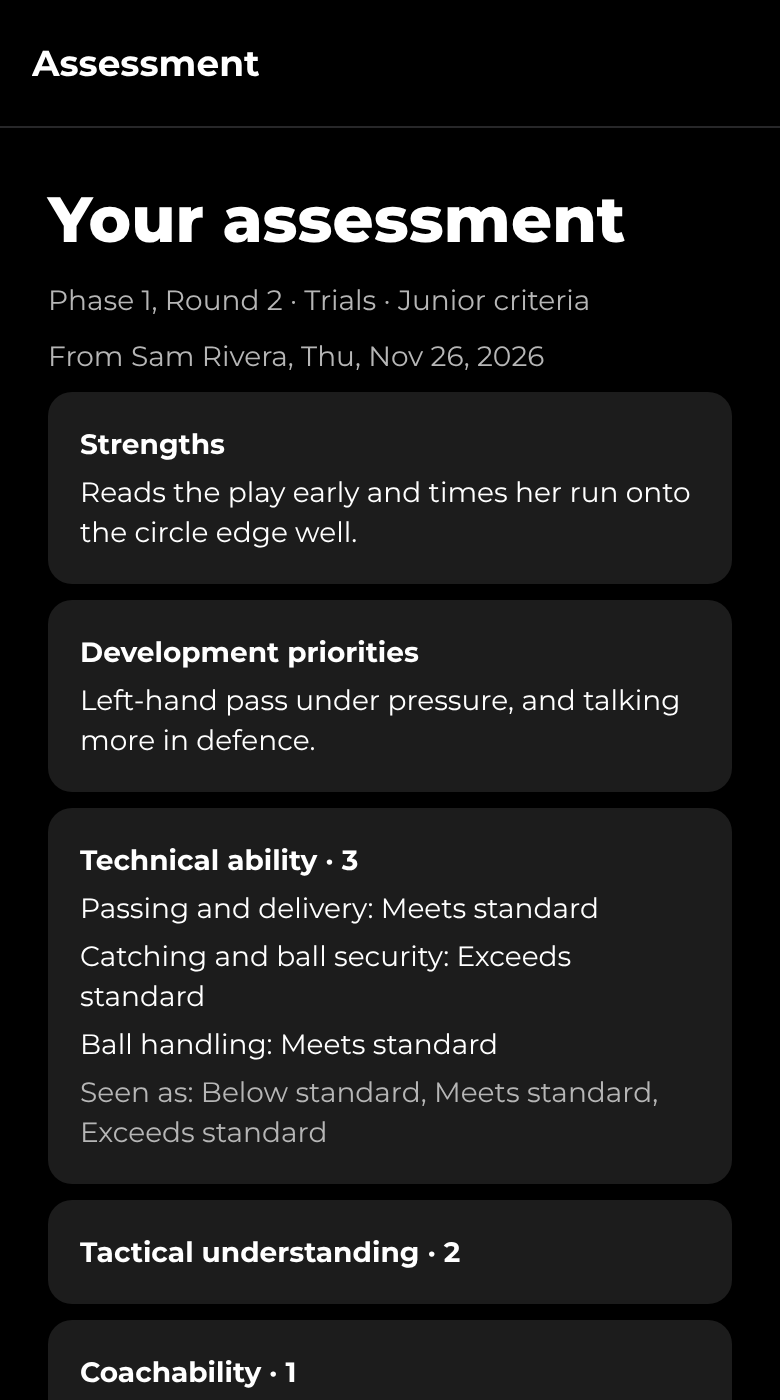 Assessment
Your assessment
Phase 1, Round 2 · Trials · Junior criteria
From Sam Rivera, Thu, Nov 26, 2026
Strengths
Reads the play early and times her run onto
the circle edge well.
Development priorities
Left-hand pass under pressure, and talking
more in defence.
Technical ability · 3
Passing and delivery: Meets standard
Catching and ball security: Exceeds
standard
Ball handling: Meets standard
Seen as: Below standard, Meets standard,
Exceeds standard
Tactical understanding · 2
Coachability · 1